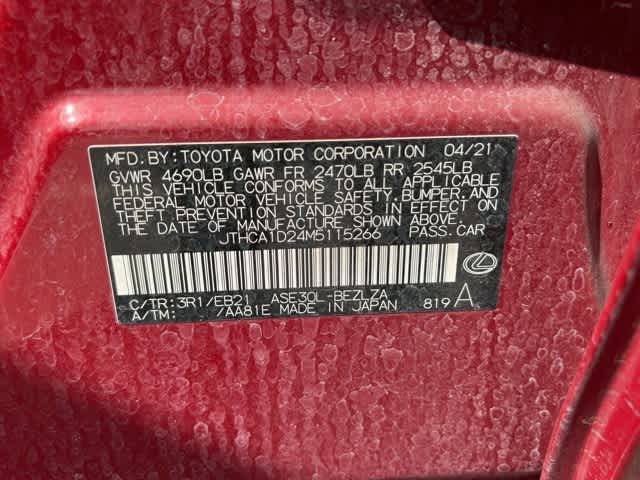 MFD. BY: TOYOTA MOTOR CORPORATION 04/21
GVWR 4690LB GAWR FR 2470LB RR 2545LB
THIS VEHICLE CONFORMS TO ALL APPLICABLE
FEDERAL MOTOR VEHICLE SAFETY, BUMPER, AND
THEFT PREVENTION STANDARDS IN EFFECT ON
THE DATE OF MANUFACTURE SHOWN ABOVE.
JTHCA1D24M5115266 PASS. CAR
C/TR: 3R1/EB21 ASE30L-BEZLZA
A/TM: /AA81E MADE IN JAPAN 819 A